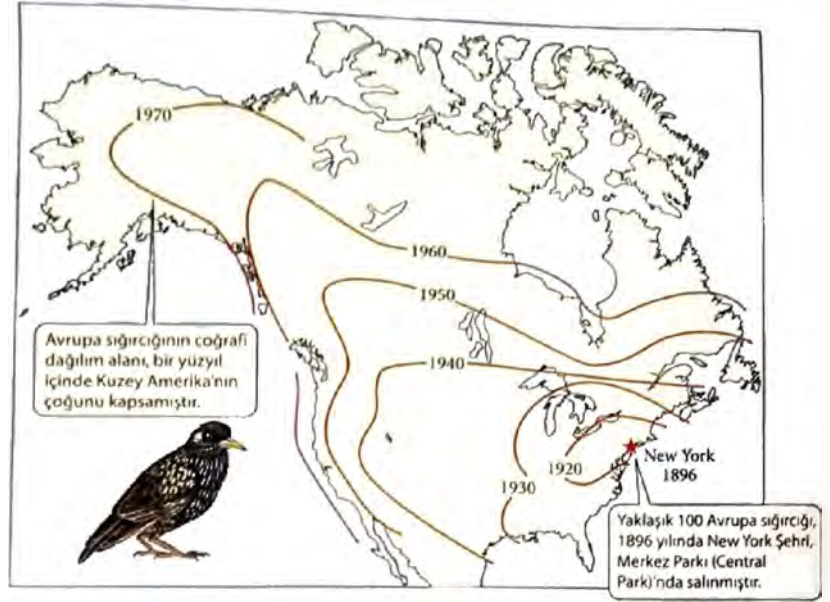 1970
1960
1950
1940
1930
1920
New York
1896
Avrupa sığırcığının coğrafi
dağılım alanı, bir yüzyıl
içinde Kuzey Amerika'nın
çoğunu kapsamıştır.
Yaklaşık 100 Avrupa sığırcığı,
1896 yılında New York Şehri,
Merkez Parkı (Central
Park)'nda salınmıştır.